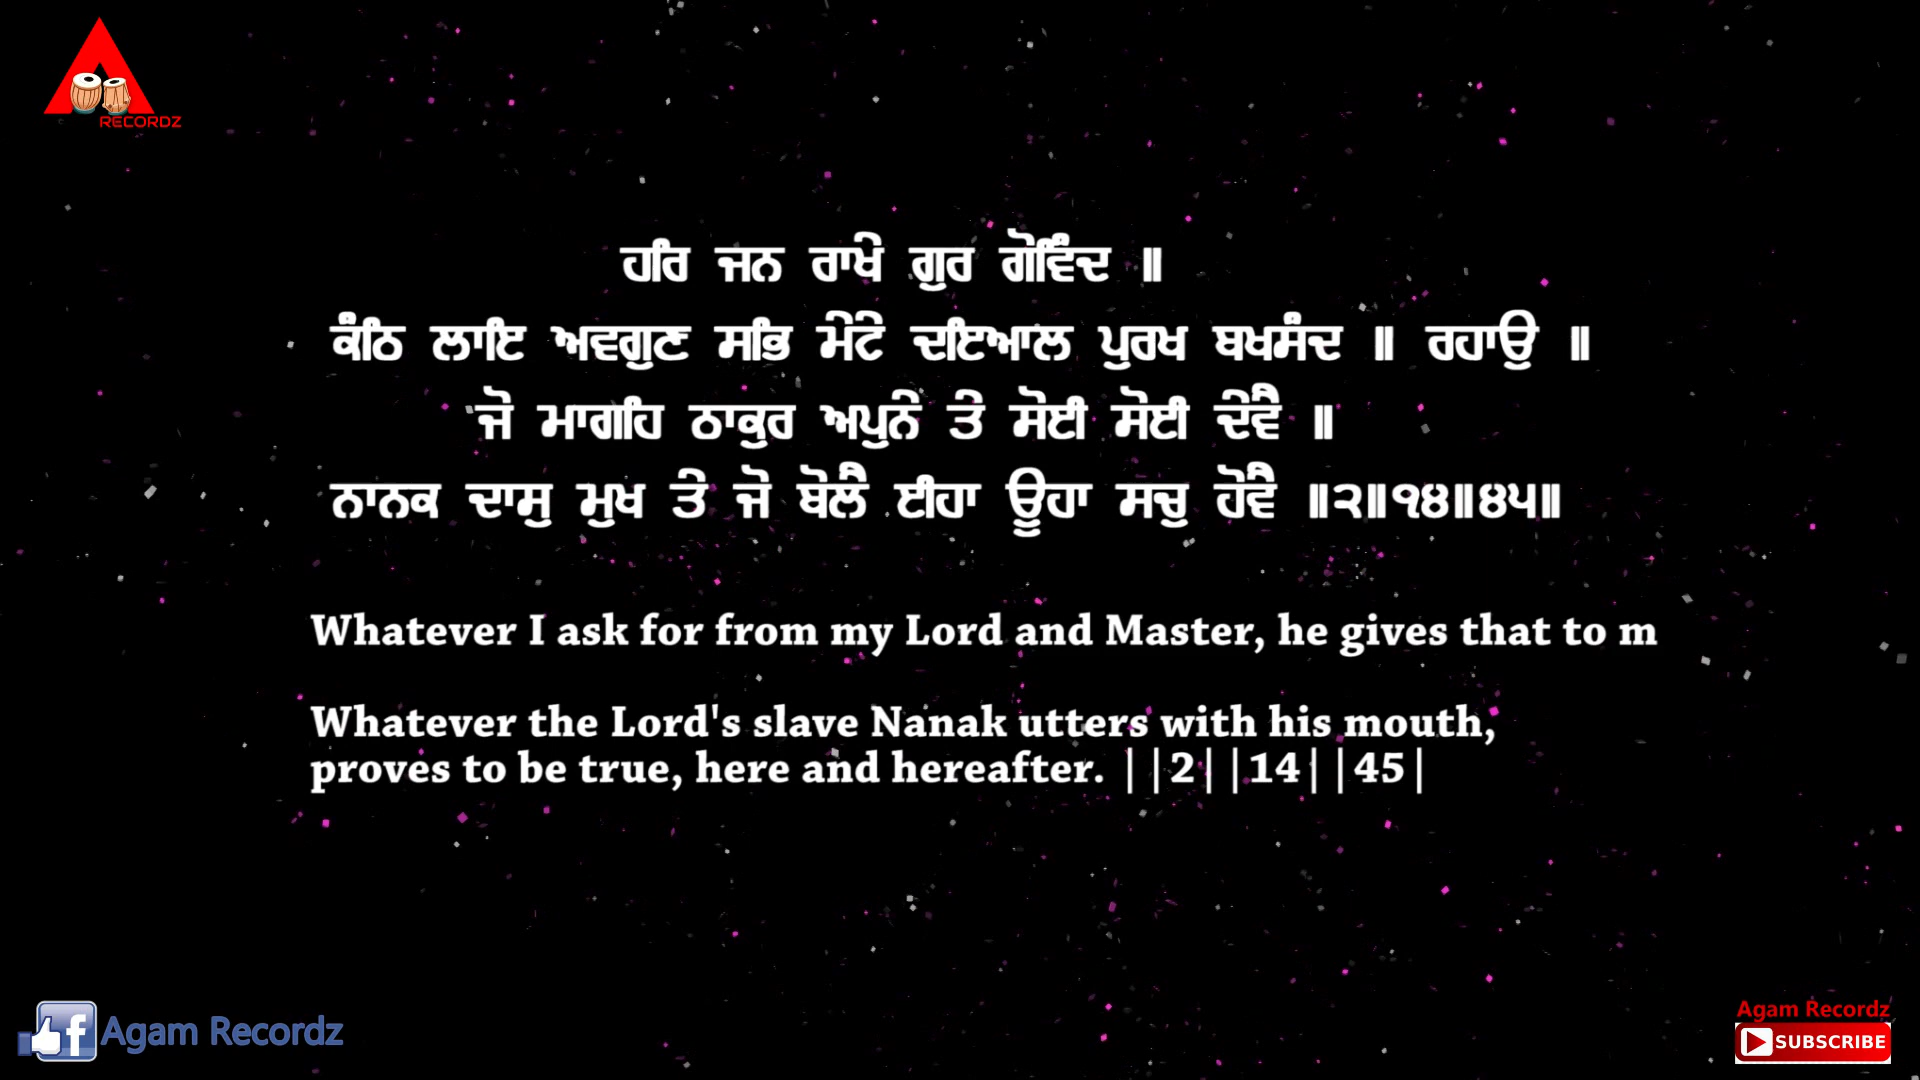 RECORDZ
ਹਰਿ ਜਨ ਰਾਖੇ ਗੁਰ ਗੋਵਿੰਦ ॥
ਕੰਠਿ ਲਾਇ ਅਵਗੁਣ ਸਭਿ ਮੇਟੇ ਦਇਆਲ ਪੁਰਖ ਬਖਸੰਦ ॥ ਰਹਾਉ ॥
ਜੋ ਮਾਗਹਿ ਠਾਕੁਰ ਅਪੁਨੇ ਤੇ ਸੋਈ ਸੋਈ ਦੇਵੈ ॥
ਨਾਨਕ ਦਾਸੁ ਮੁਖ ਤੇ ਜੋ ਬੋਲੈ ਈਹਾ ਊਹਾ ਸਚੁ ਹੋਵੈ ॥੨॥੧੪॥੪੫॥
Whatever I ask for from my Lord and Master, he gives that to m
Whatever the Lord's slave Nanak utters with his mouth,
proves to be true, here and hereafter. ||2||14||45|
Agam Recordz
Agam Recordz
SUBSCRIBE